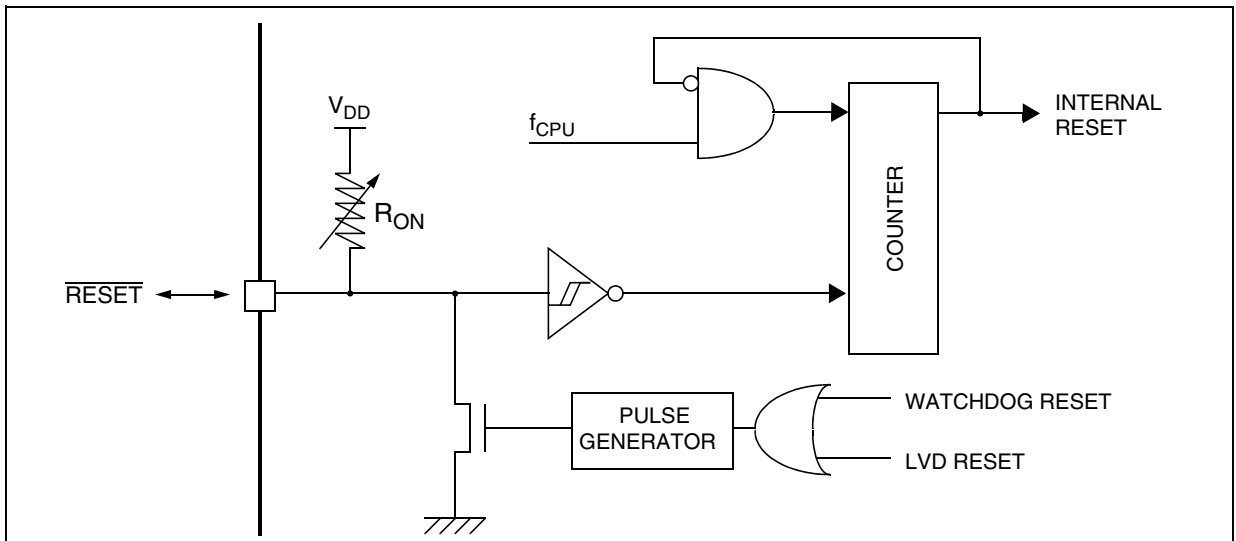 V_DD
f_CPU
INTERNAL
RESET
R_ON
COUNTER
RESET
PULSE
GENERATOR
WATCHDOG RESET
LVD RESET